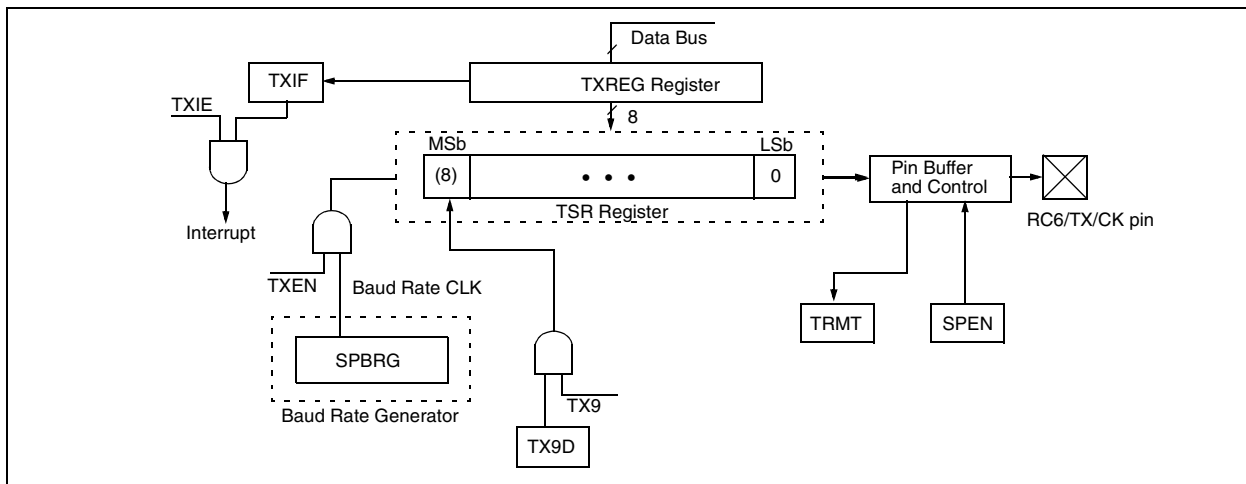 Data Bus
TXIF
TXREG Register
TXIE
8
MSb
LSb
(8)
• • •
0
Pin Buffer
and Control
TSR Register
RC6/TX/CK pin
Interrupt
TXEN
Baud Rate CLK
TRMT
SPEN
SPBRG
TX9
Baud Rate Generator
TX9D